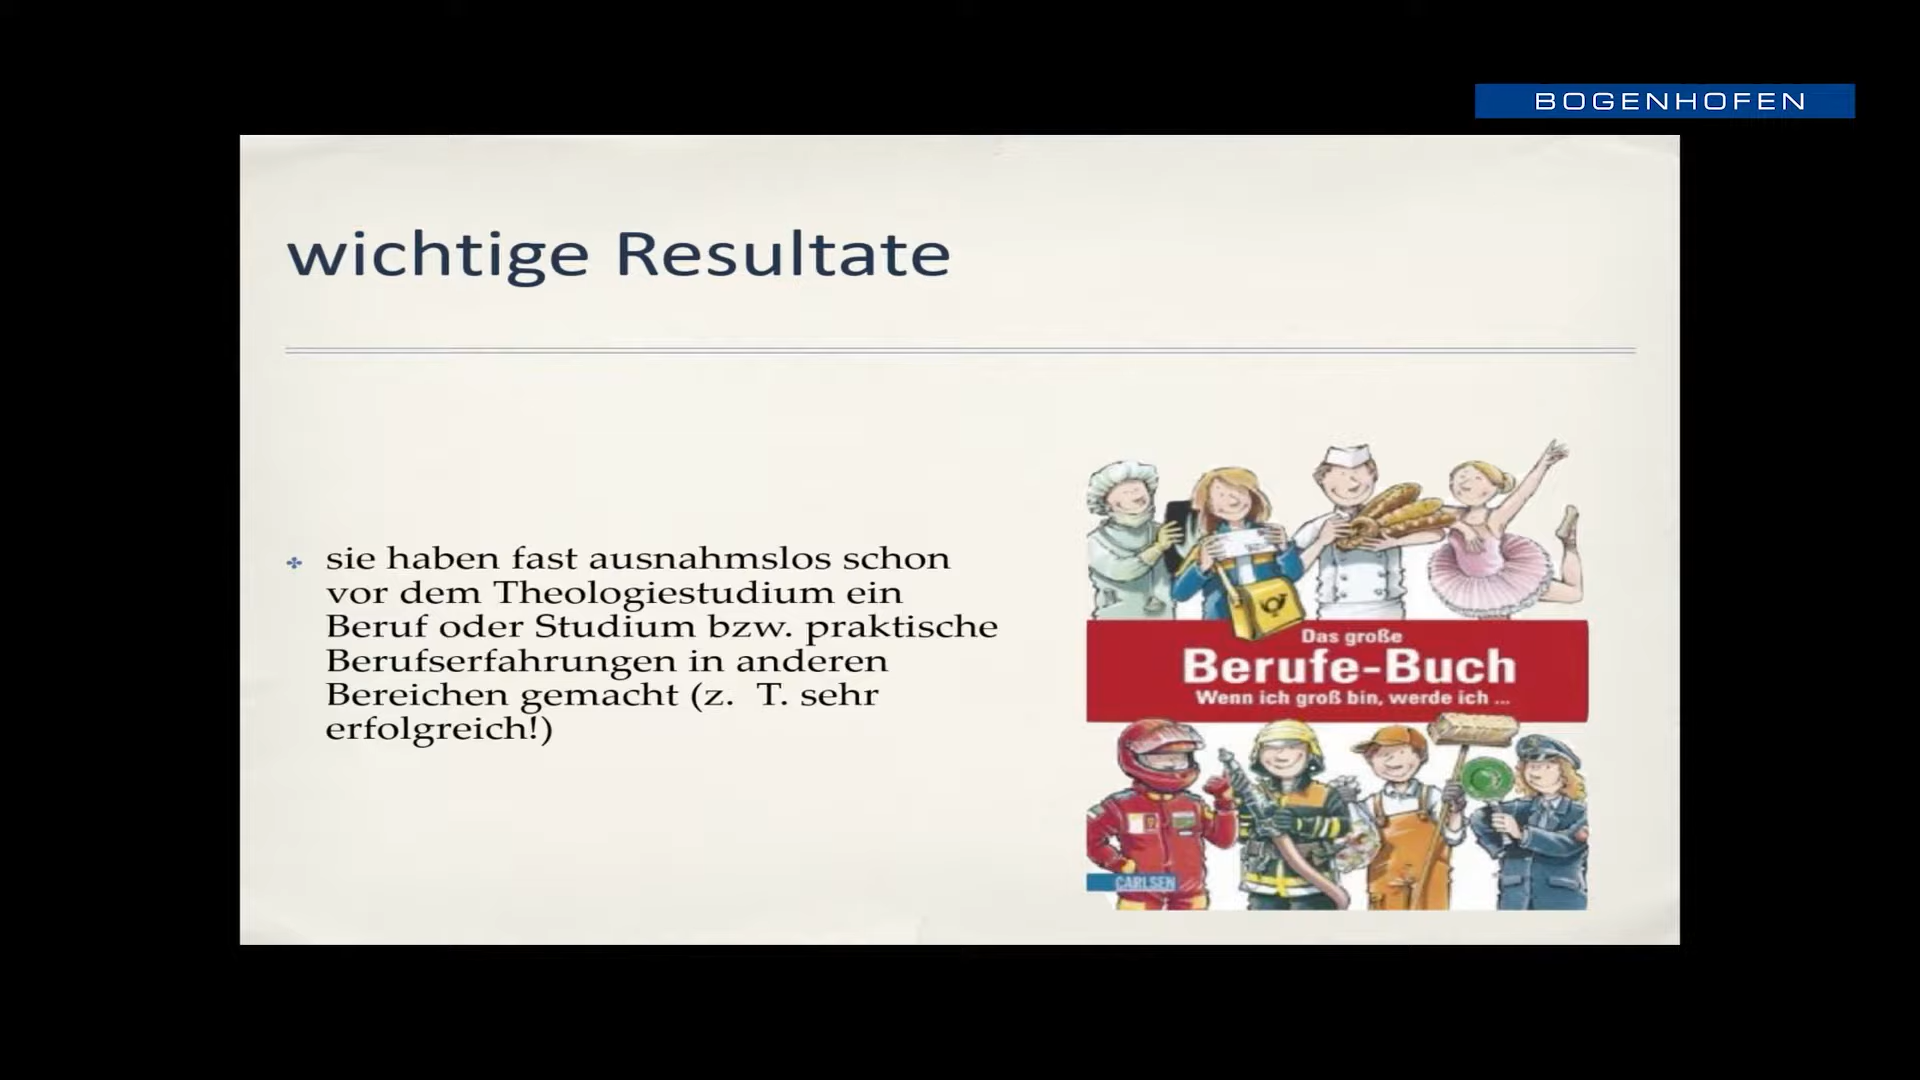 BOGENHOFEN
wichtige Resultate
sie haben fast ausnahmslos schon
vor dem Theologiestudium ein
Beruf oder Studium bzw. praktische
Berufserfahrungen in anderen
Bereichen gemacht (z. T. sehr
erfolgreich!)
Das große
Berufe-Buch
Wenn ich groß bin, werde ich ...
CARLSEN